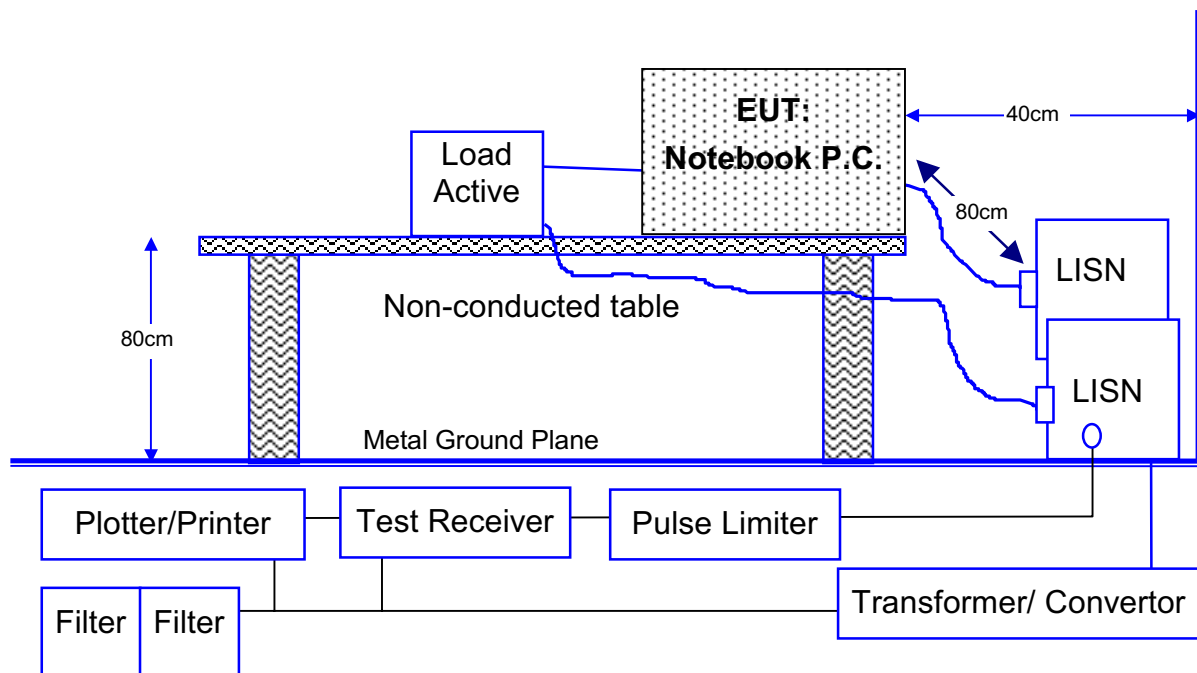 EUT:
Notebook P.C.
40cm
Load
Active
80cm
LISN
Non-conducted table
80cm
LISN
Metal Ground Plane
Plotter/Printer
Test Receiver
Pulse Limiter
Transformer/ Convertor
Filter
Filter